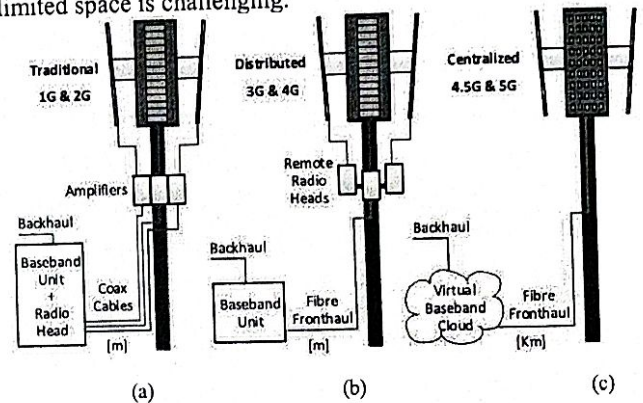 limited space is challenging.
Traditional
1G & 2G
Amplifiers
Backhaul
Baseband
Unit
+
Radio
Head
Coax
Cables
[m]
(a)
Distributed
3G & 4G
Remote
Radio
Heads
Backhaul
Baseband
Unit
Fibre
Fronthaul
[m]
(b)
Centralized
4.5G & 5G
Backhaul
Virtual
Baseband
Cloud
Fibre
Fronthaul
[Km]
(c)